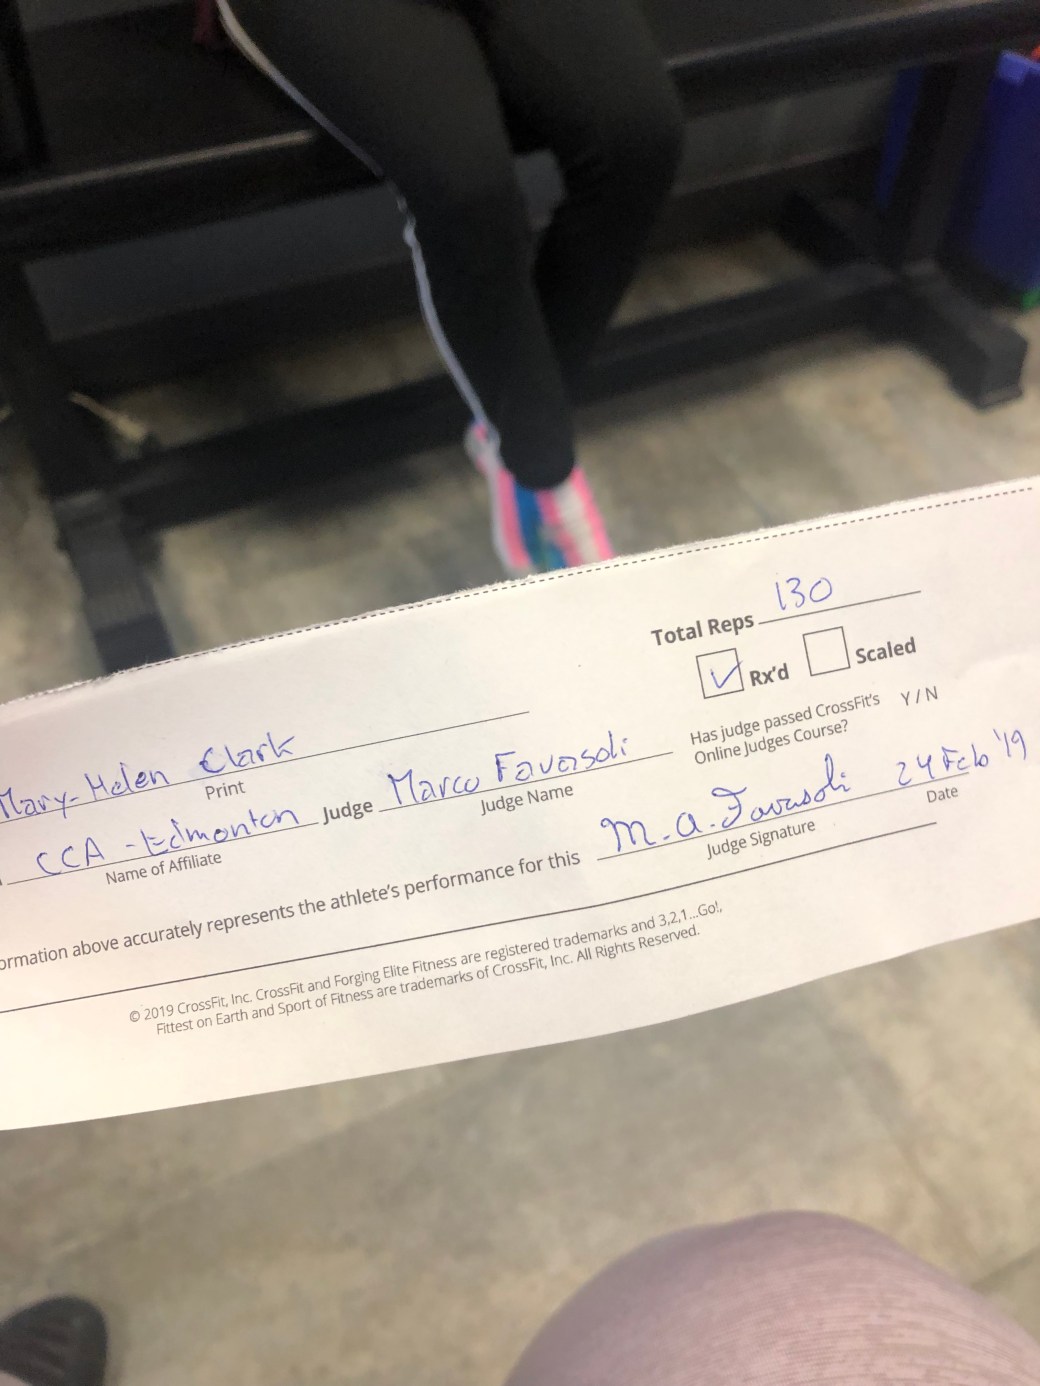 Total Reps 130
✓ Rx'd Scaled
Has judge passed CrossFit's Y / N
Online Judges Course?
Mary-Helen Clark
Print
Judge Marco Favasoli
Judge Name
CCA - Edmonton
Name of Affiliate
ormation above accurately represents the athlete's performance for this
M. A. Favasoli 24 Feb '19
Judge Signature Date
© 2019 CrossFit, Inc. CrossFit and Forging Elite Fitness are registered trademarks and 3,2,1...Go!,
Fittest on Earth and Sport of Fitness are trademarks of CrossFit, Inc. All Rights Reserved.